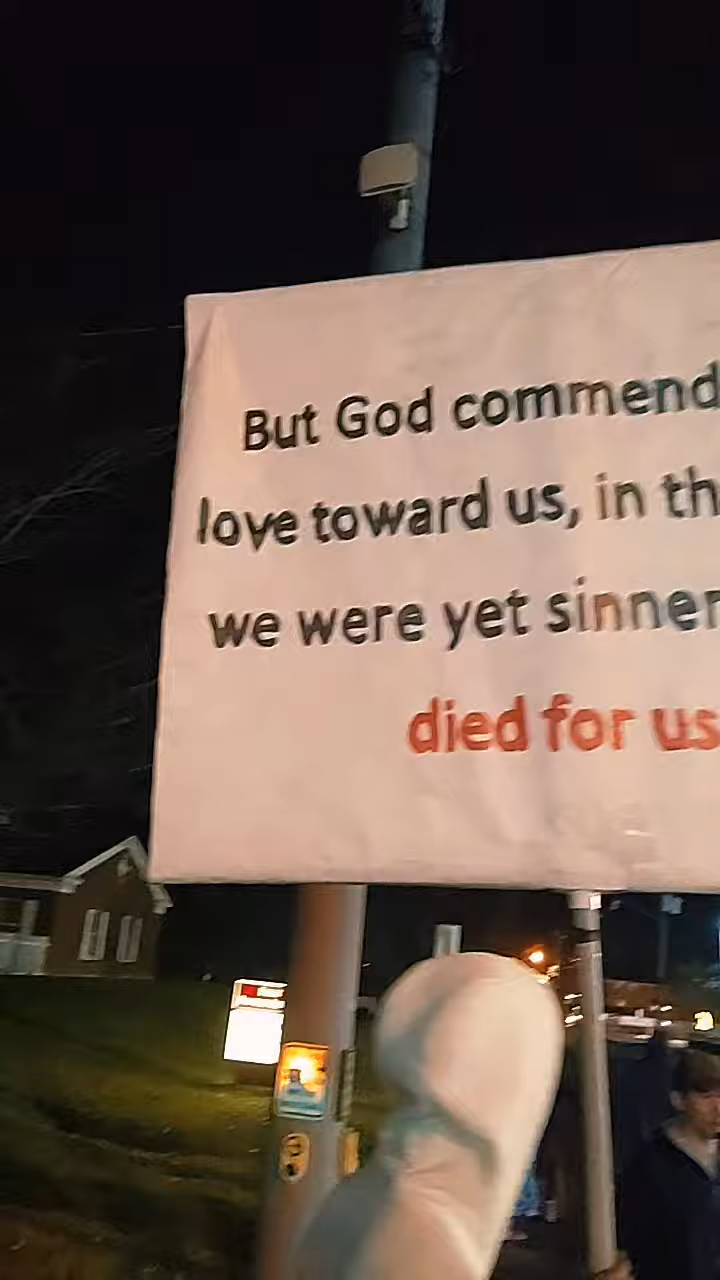 But God commend
love toward us, in th
we were yet sinner
died for us